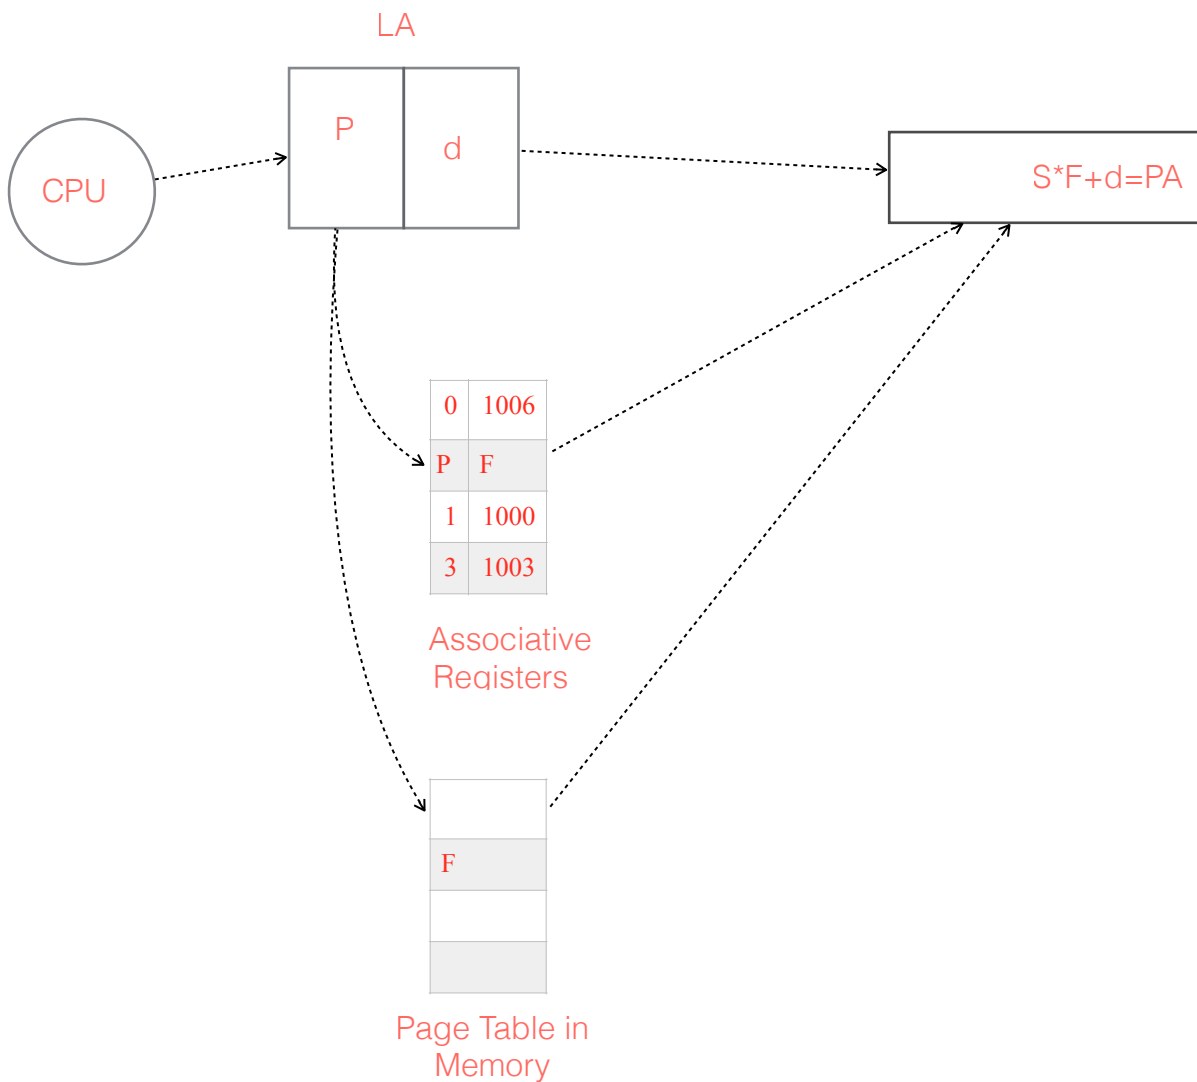 LA
P
d
CPU
S*F+d=PA
0 1006
P F
1 1000
3 1003
Associative
Registers
F
Page Table in
Memory